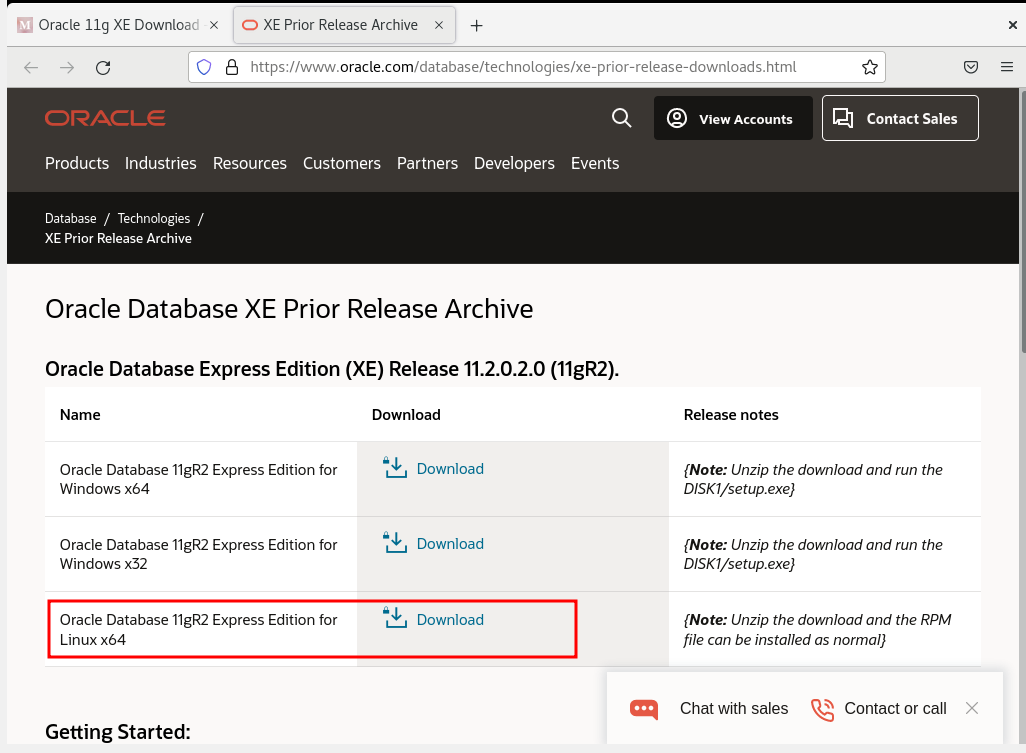 Oracle 11g XE Download
XE Prior Release Archive
https://www.oracle.com/database/technologies/xe-prior-release-downloads.html
ORACLE
View Accounts
Contact Sales
Products Industries Resources Customers Partners Developers Events
Database / Technologies /
XE Prior Release Archive
Oracle Database XE Prior Release Archive
Oracle Database Express Edition (XE) Release 11.2.0.2.0 (11gR2).
Name Download Release notes
Oracle Database 11gR2 Express Edition for
Windows x64
Download
{Note: Unzip the download and run the
DISK1/setup.exe}
Oracle Database 11gR2 Express Edition for
Windows x32
Download
{Note: Unzip the download and run the
DISK1/setup.exe}
Oracle Database 11gR2 Express Edition for
Linux x64
Download
{Note: Unzip the download and the RPM
file can be installed as normal}
Chat with sales
Contact or call
Getting Started: